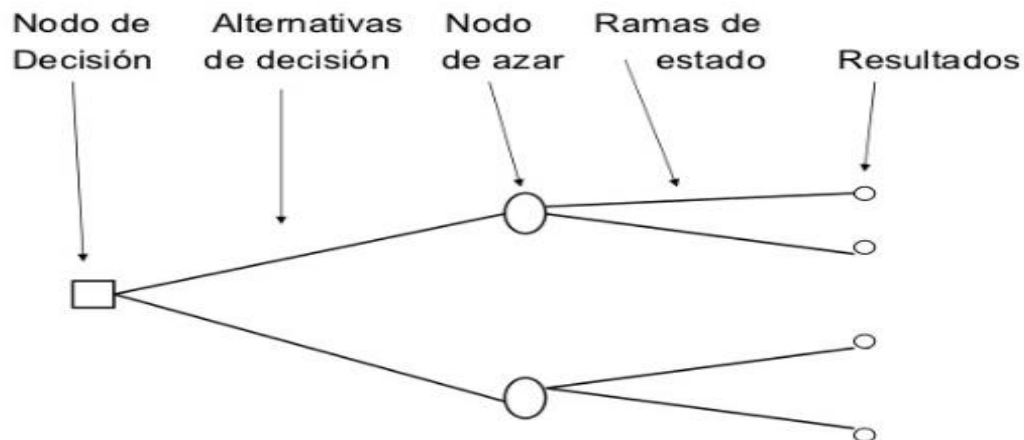 Nodo de Alternativas Nodo Ramas de
Decisión de decisión de azar estado Resultados